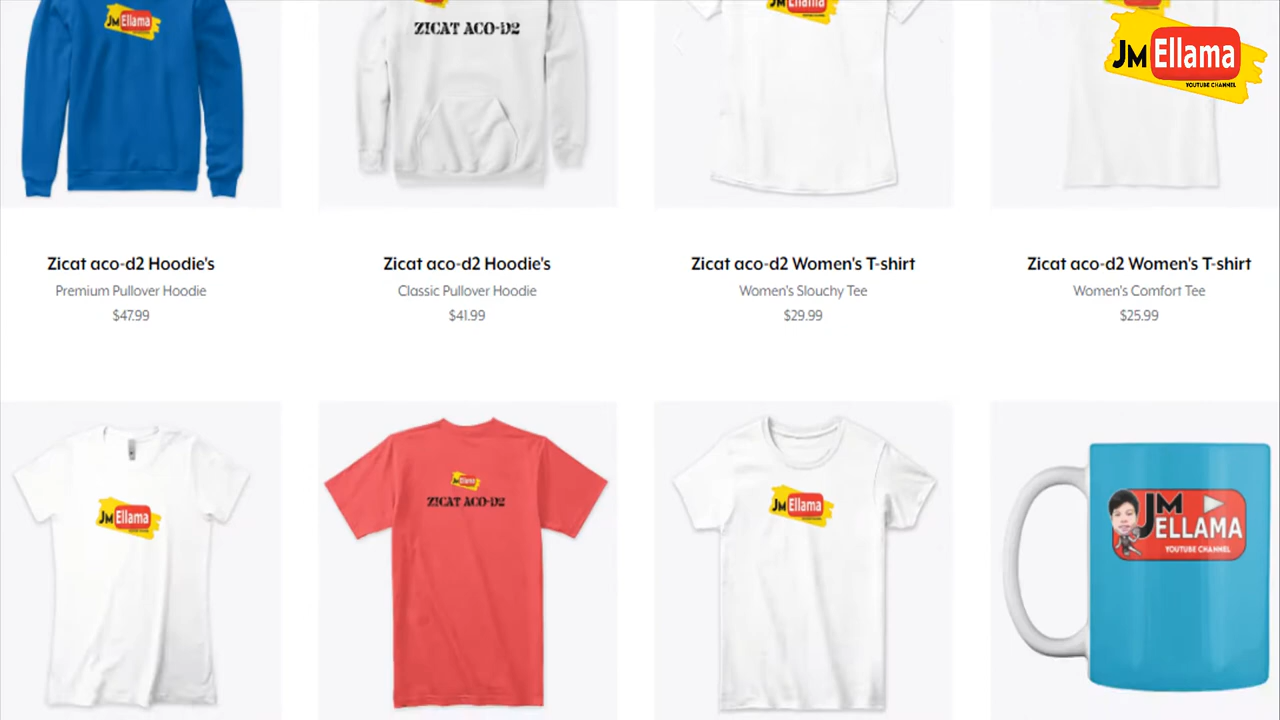 JM Ellama
ZICAT ACO-D2
Ellama
JM Ellama
YOUTUBE CHANNEL
Zicat aco-d2 Hoodie's
Premium Pullover Hoodie
$47.99
Zicat aco-d2 Hoodie's
Classic Pullover Hoodie
$41.99
Zicat aco-d2 Women's T-shirt
Women's Slouchy Tee
$29.99
Zicat aco-d2 Women's T-shirt
Women's Comfort Tee
$25.99
JM Ellama
JM Ellama
ZICAT ACO-D2
JM Ellama
JM
ELLAMA
YOUTUBE CHANNEL